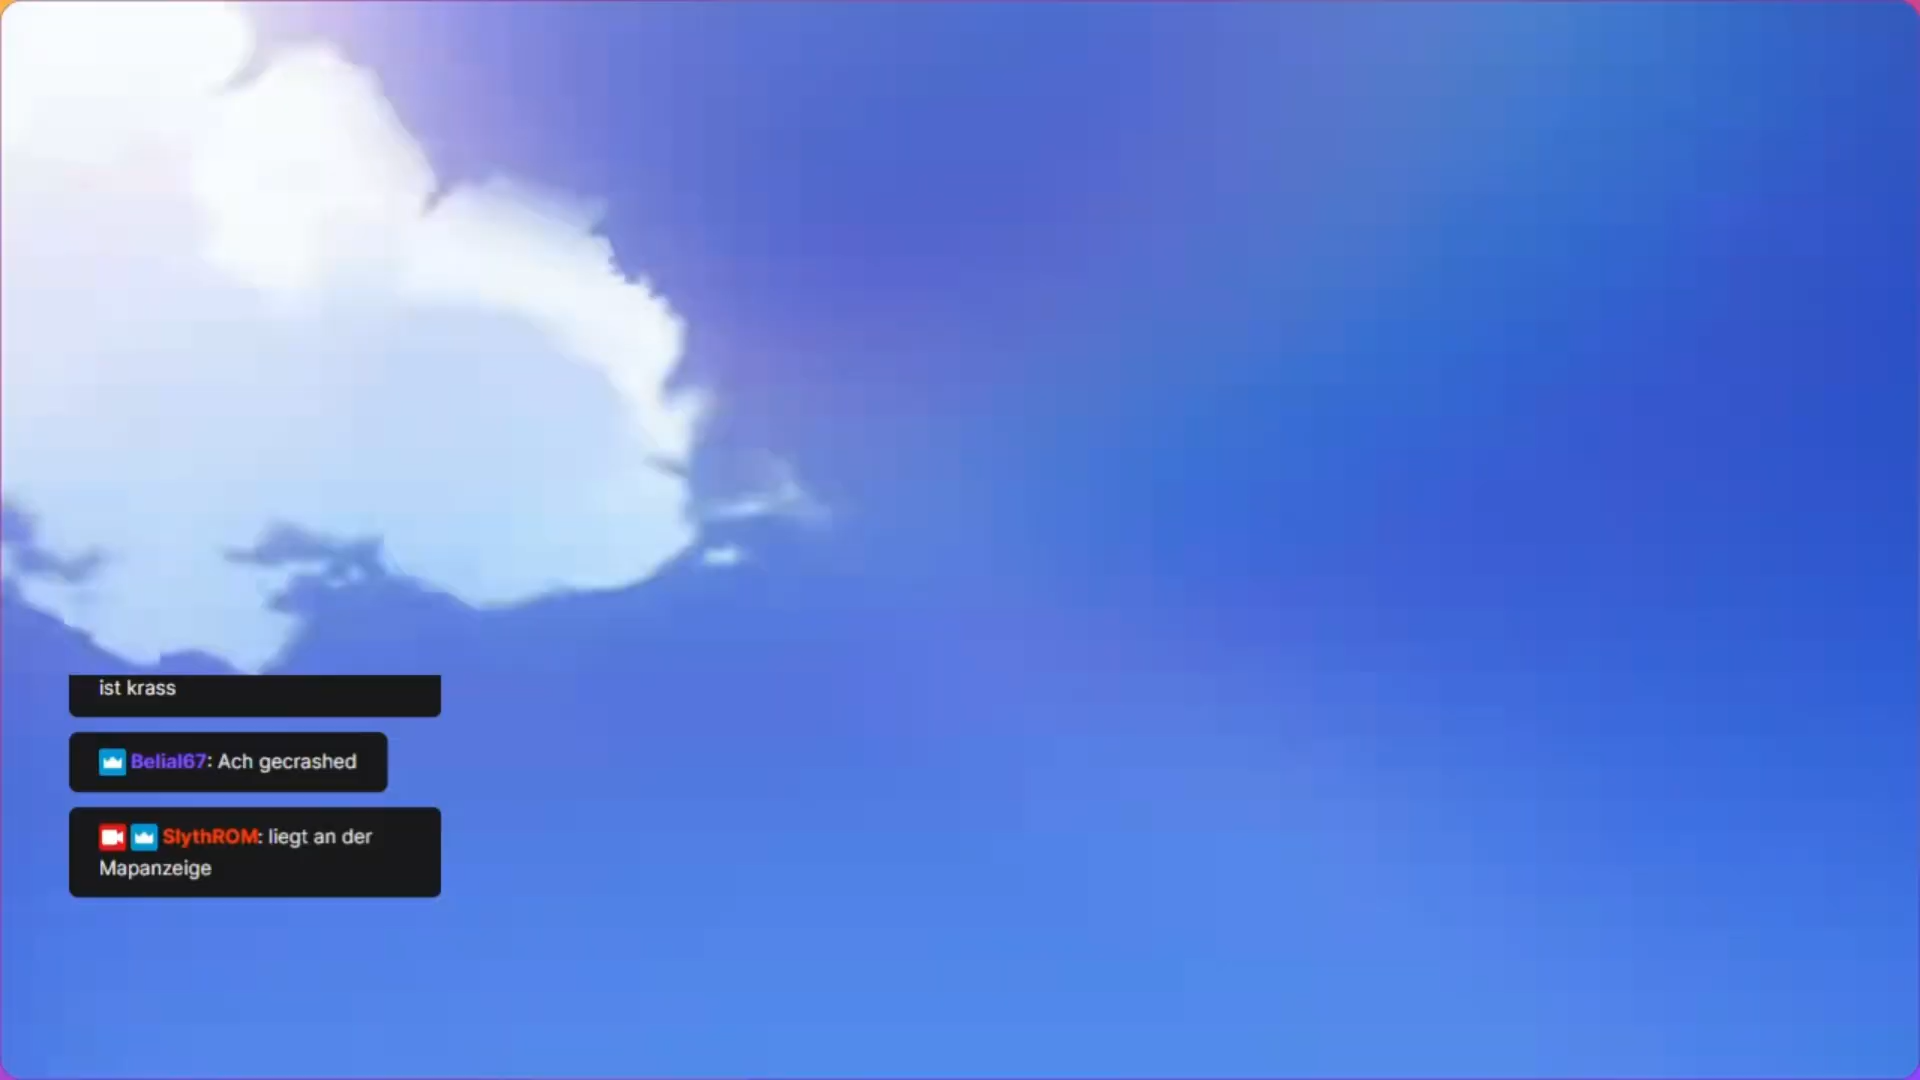 ist krass
Belial67: Ach gecrashed
SlythROM: liegt an der
Mapanzeige